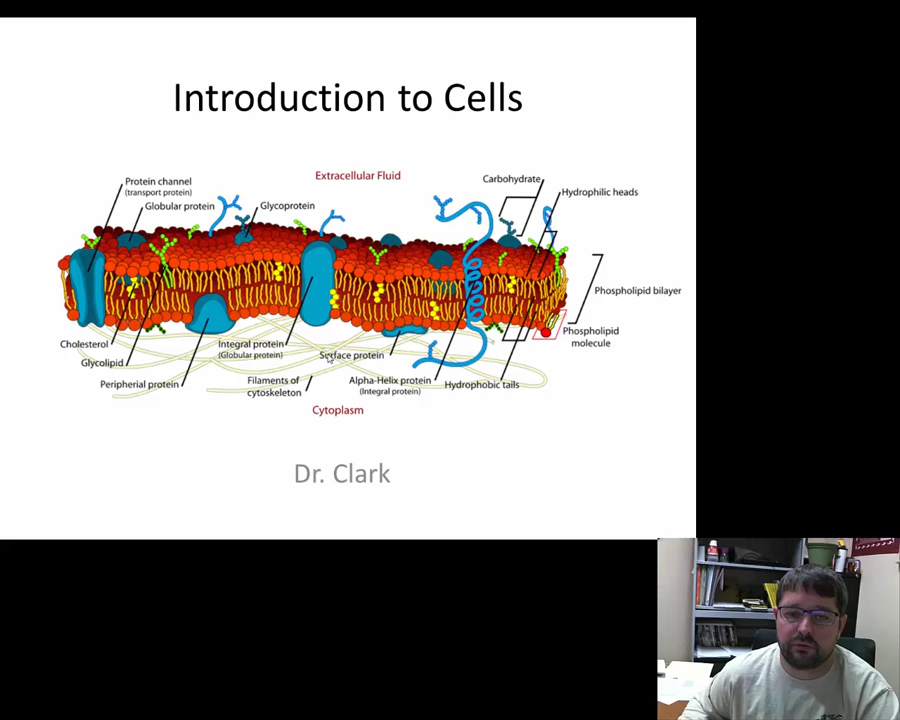 Introduction to Cells
Extracellular Fluid
Protein channel
(transport protein)
Globular protein
Glycoprotein
Carbohydrate
Hydrophilic heads
Phospholipid bilayer
Phospholipid
molecule
Cholesterol
Glycolipid
Peripherial protein
Integral protein
(Globular protein)
Filaments of
cytoskeleton
Surface protein
Alpha-Helix protein
(Integral protein)
Hydrophobic tails
Cytoplasm
Dr. Clark